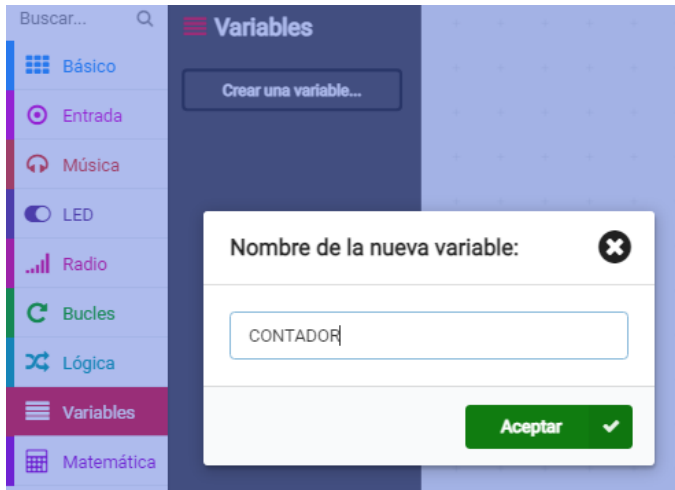 Buscar...
Básico
Entrada
Música
LED
Radio
Bucles
Lógica
Variables
Matemática
Variables
Crear una variable...
Nombre de la nueva variable:
CONTADOR
Aceptar